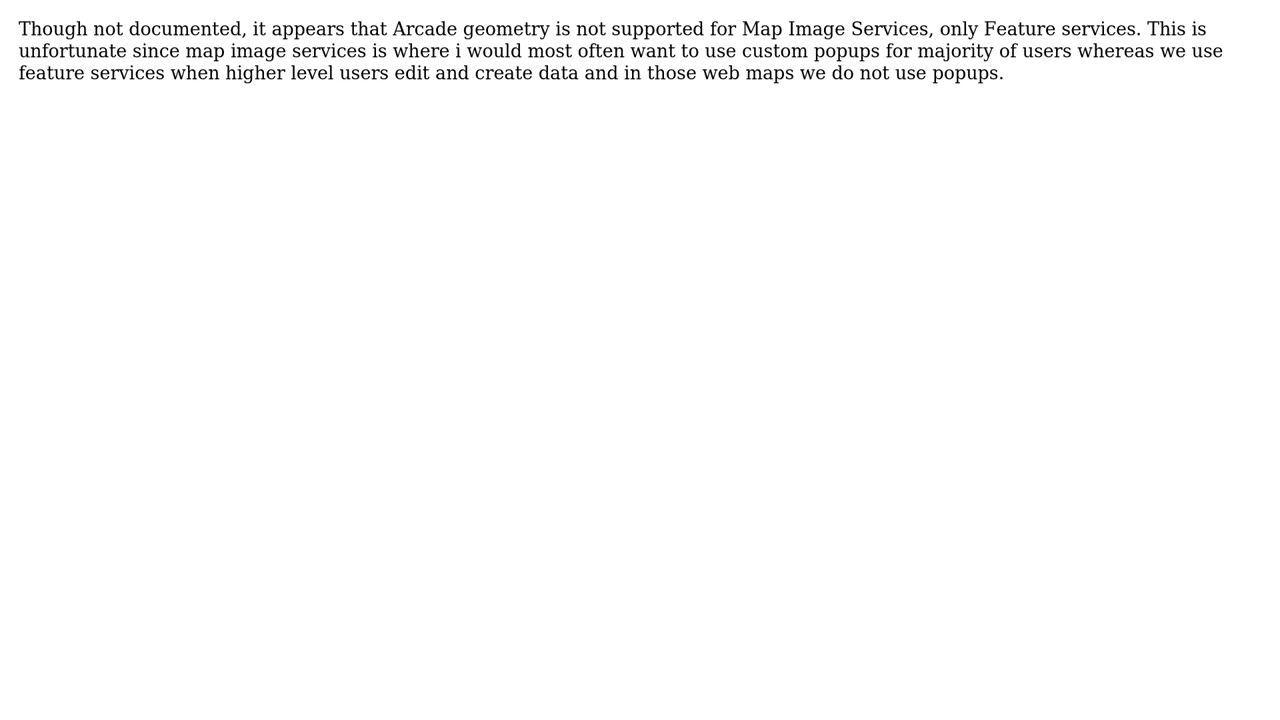 Though not documented, it appears that Arcade geometry is not supported for Map Image Services, only Feature services. This is
unfortunate since map image services is where i would most often want to use custom popups for majority of users whereas we use
feature services when higher level users edit and create data and in those web maps we do not use popups.